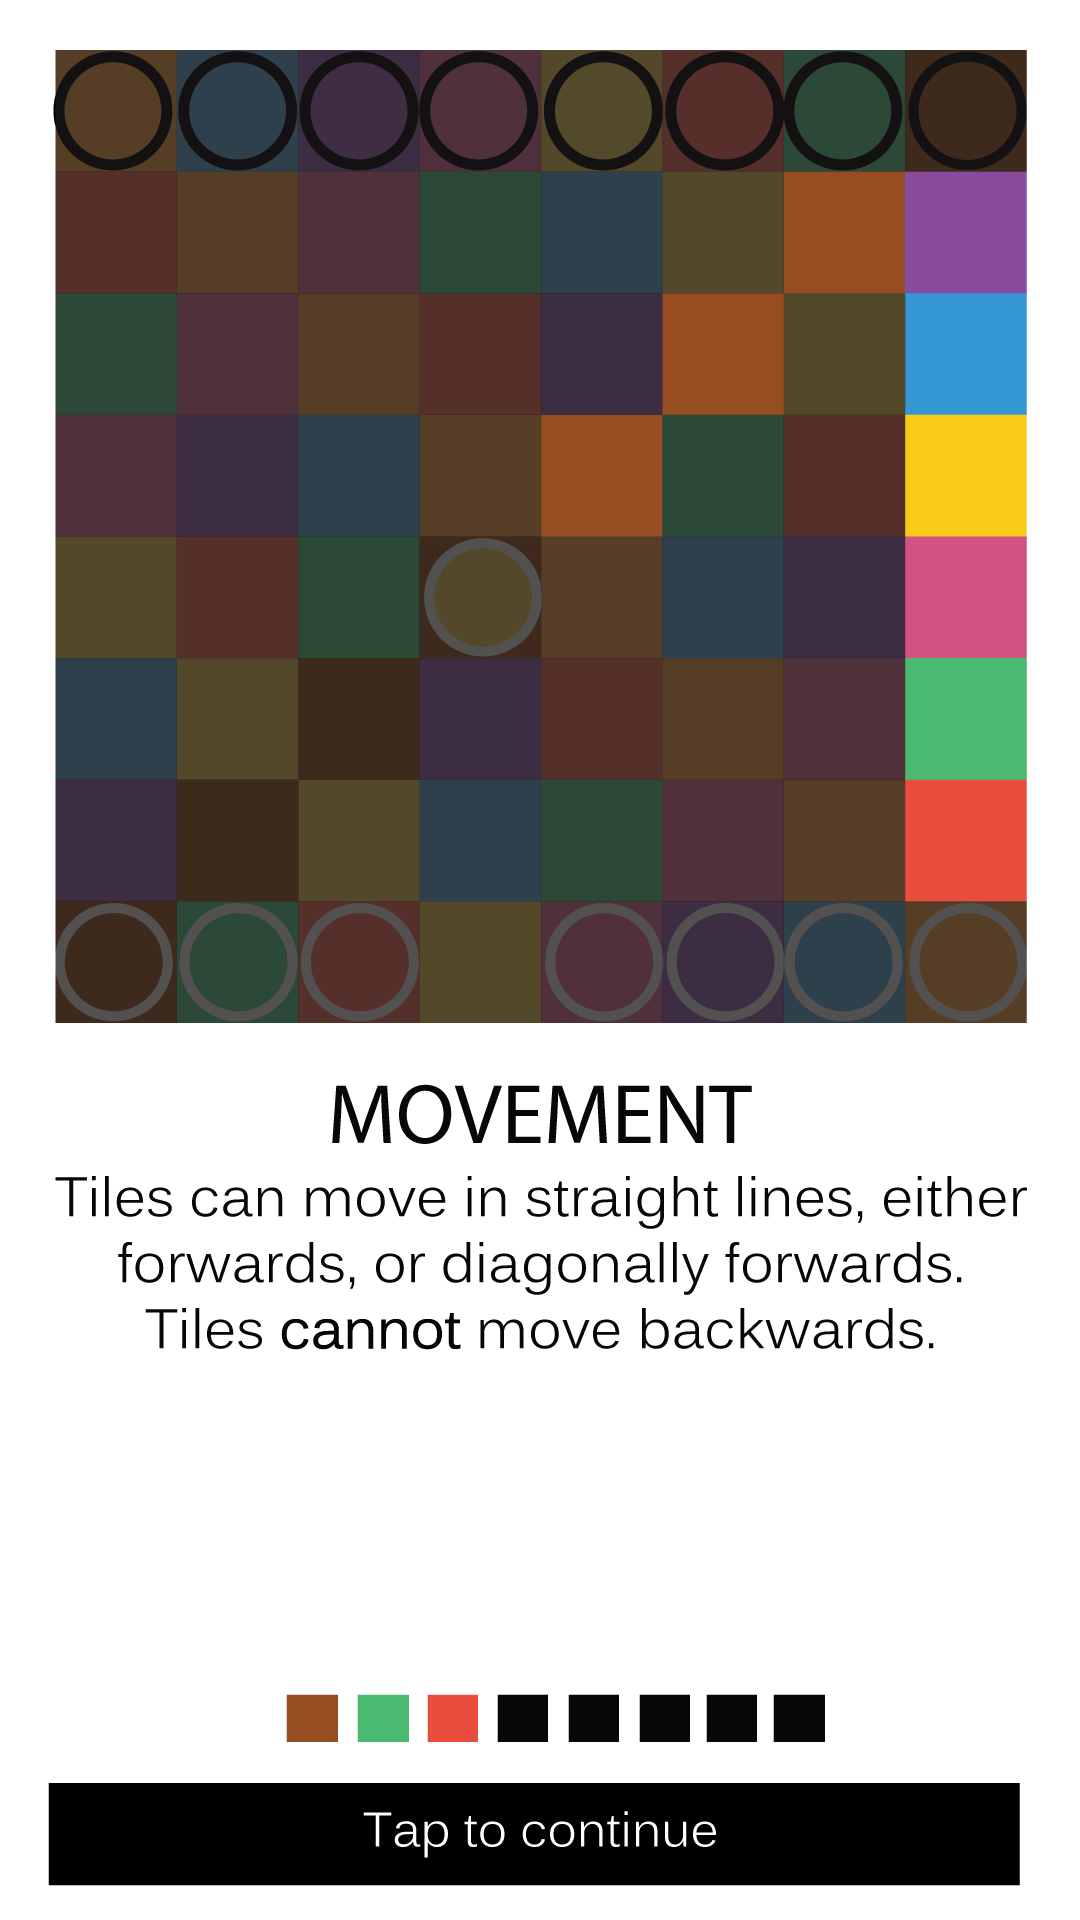 MOVEMENT
Tiles can move in straight lines, either
forwards, or diagonally forwards.
Tiles cannot move backwards.
Tap to continue